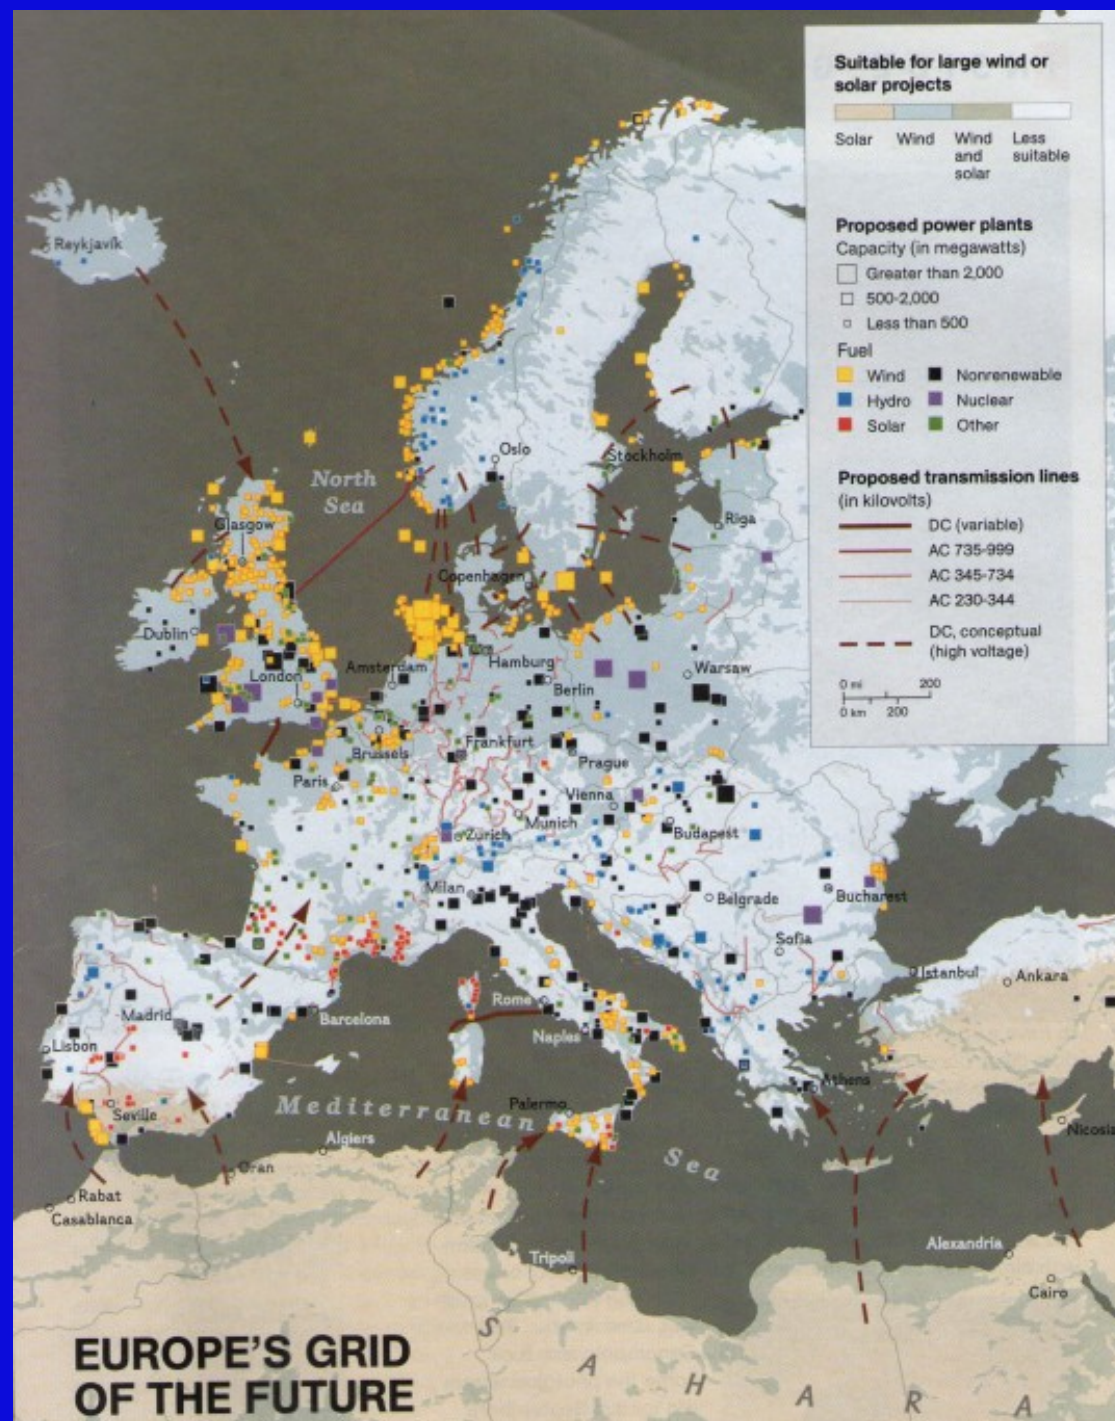 Suitable for large wind or
solar projects
Solar
Wind
Wind
and
solar
Less
suitable
Proposed power plants
Capacity (in megawatts)
Greater than 2,000
500-2,000
Less than 500
Fuel
Wind
Nonrenewable
Hydro
Nuclear
Solar
Other
Proposed transmission lines
(in kilovolts)
DC (variable)
AC 735-999
AC 345-734
AC 230-344
DC, conceptual
(high voltage)
0 mi 200
0 km 200
Reykjavík
Oslo
Stockholm
North
Sea
Glasgow
Riga
Copenhagen
Dublin
Amsterdam
Hamburg
Warsaw
London
Berlin
Brussels
Frankfurt
Prague
Paris
Vienna
Munich
Zurich
Budapest
Milan
Belgrade
Bucharest
Sofia
Istanbul
Ankara
Rome
Madrid
Barcelona
Naples
Lisbon
Athens
Seville
Mediterranean
Sea
Palermo
Nicosia
Algiers
Oran
Rabat
Casablanca
Tripoli
Alexandria
Cairo
SAHARA
EUROPE'S GRID
OF THE FUTURE